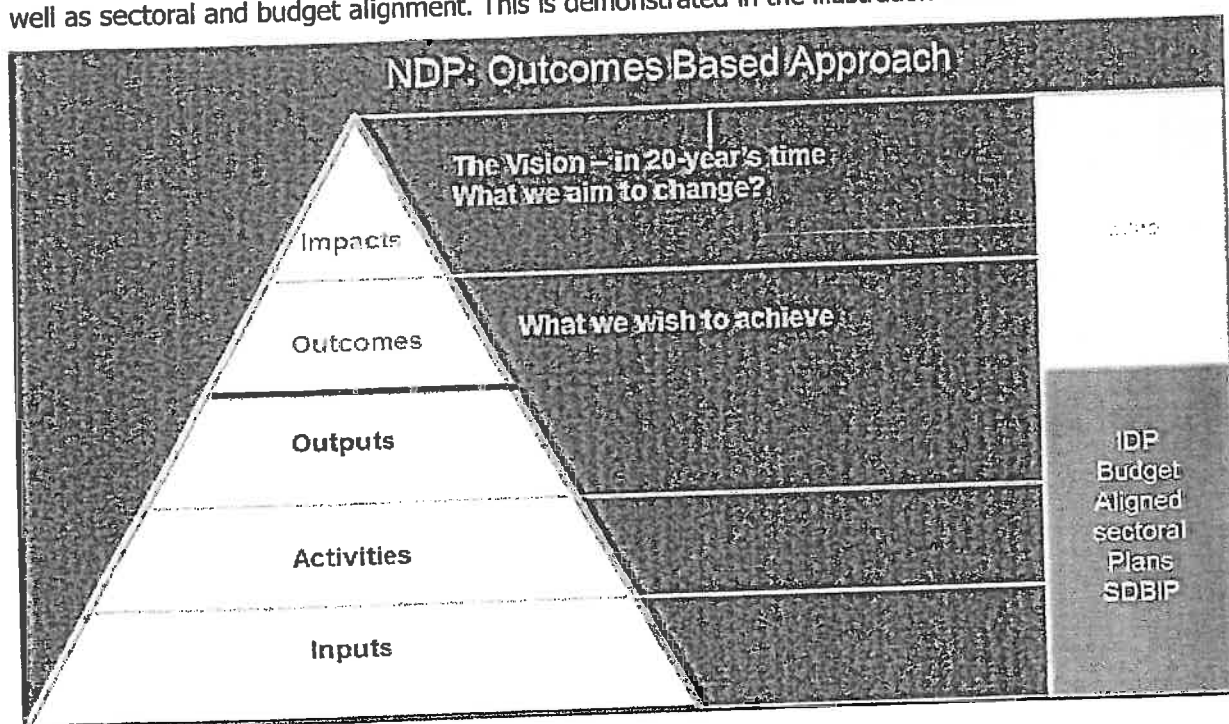 well as sectoral and budget alignment. This is demonstrated in the
NDP: Outcomes Based Approach
The Vision – in 20-year's time
What we aim to change?
Impacts
What we wish to achieve
Outcomes
Outputs
Activities
Inputs
IDP
Budget
Aligned
sectoral
Plans
SDBIP